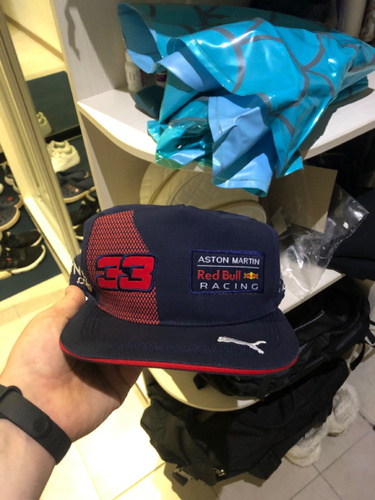 33
ASTON MARTIN
Red Bull
RACING